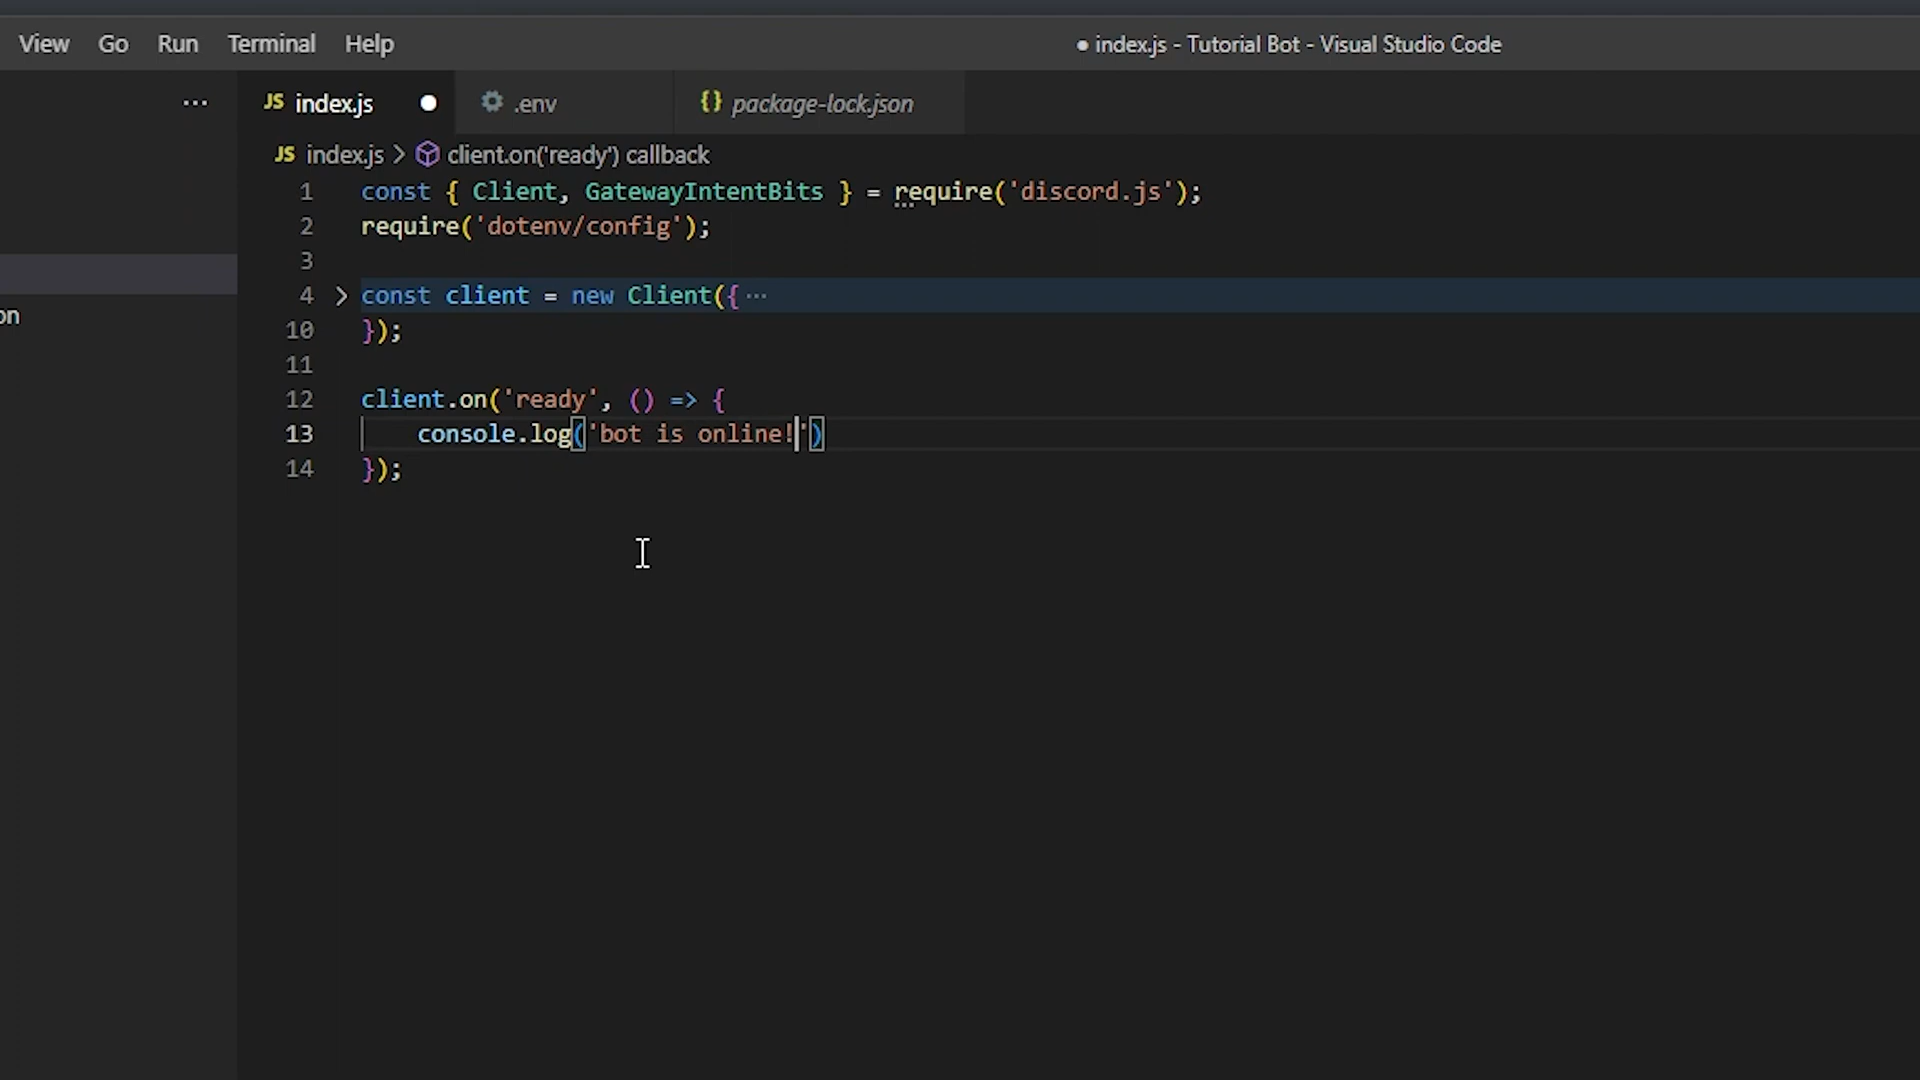 View Go Run Terminal Help
● index.js - Tutorial Bot - Visual Studio Code
··· JS index.js ● .env {} package-lock.json
JS index.js > client.on('ready') callback
1 const { Client, GatewayIntentBits } = require('discord.js');
2 require('dotenv/config');
3
4 > const client = new Client({ ···
on
10 });
11
12 client.on('ready', () => {
13 console.log('bot is online!')
14 });